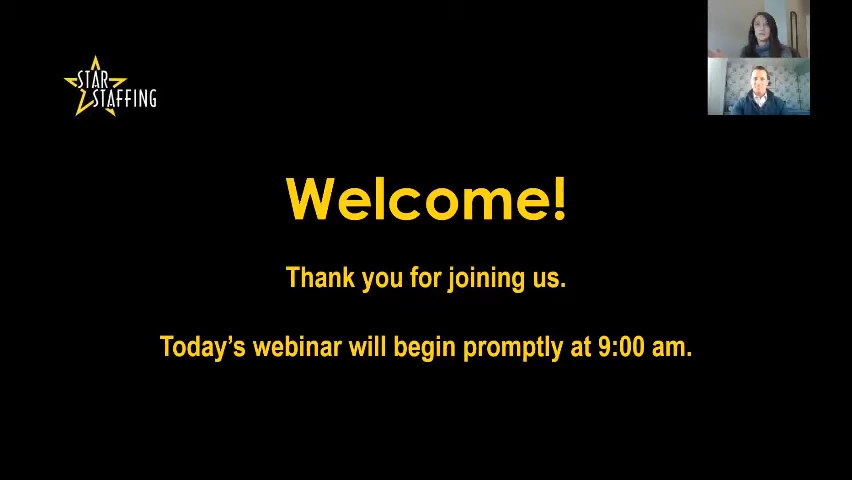 STAR
STAFFING
Welcome!
Thank you for joining us.
Today's webinar will begin promptly at 9:00 am.